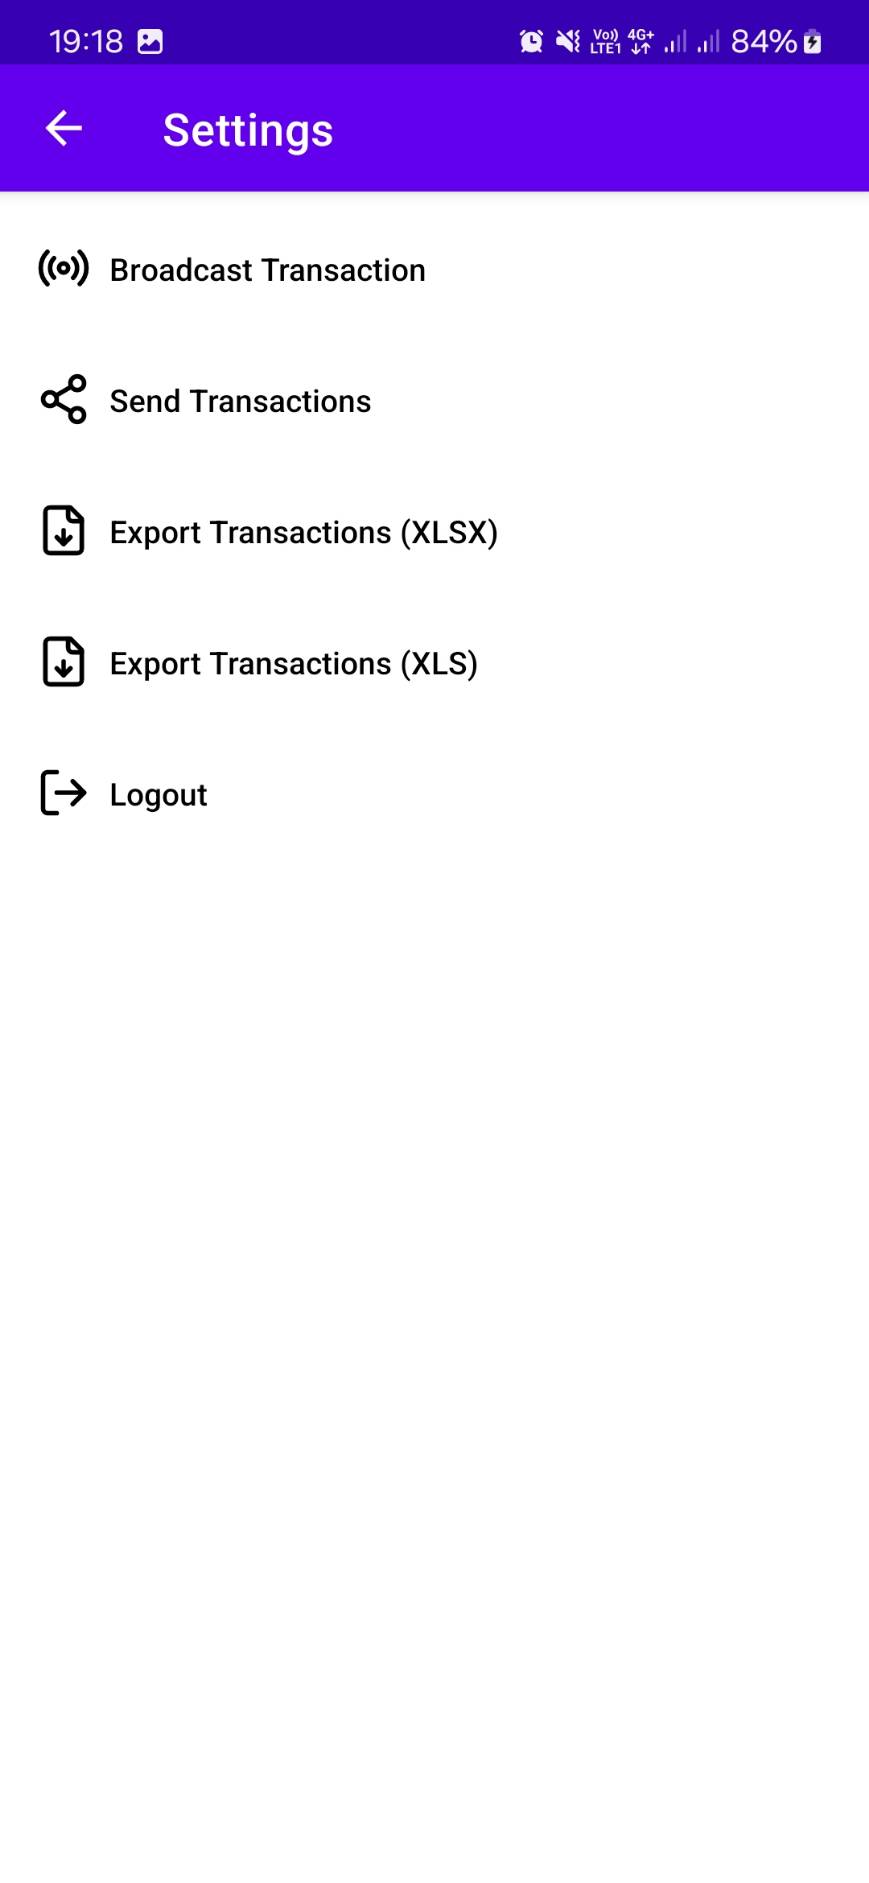 19:18 Vo)) LTE1 4G+ 84%
Settings
Broadcast Transaction
Send Transactions
Export Transactions (XLSX)
Export Transactions (XLS)
Logout